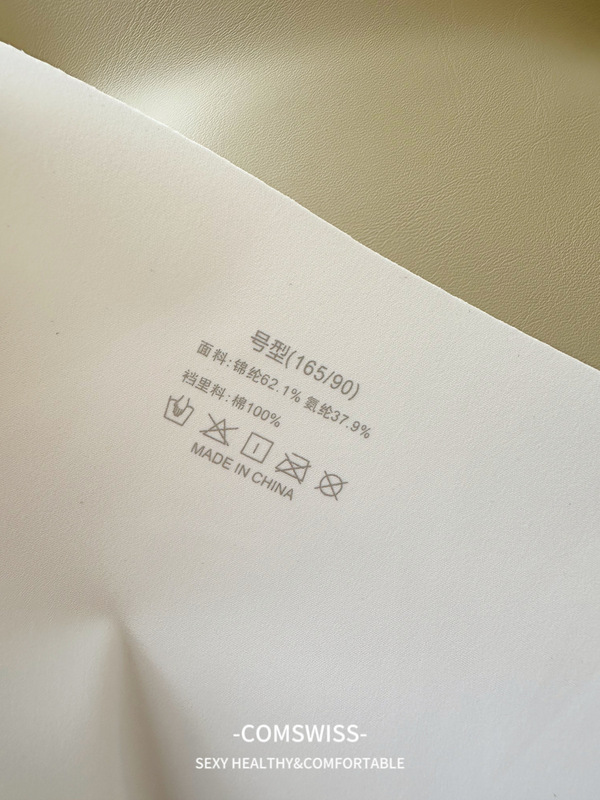 号型(165/90)
面料:锦纶62.1% 氨纶37.9%
裆里料:棉100%
MADE IN CHINA
-COMSWISS-
SEXY HEALTHY&COMFORTABLE